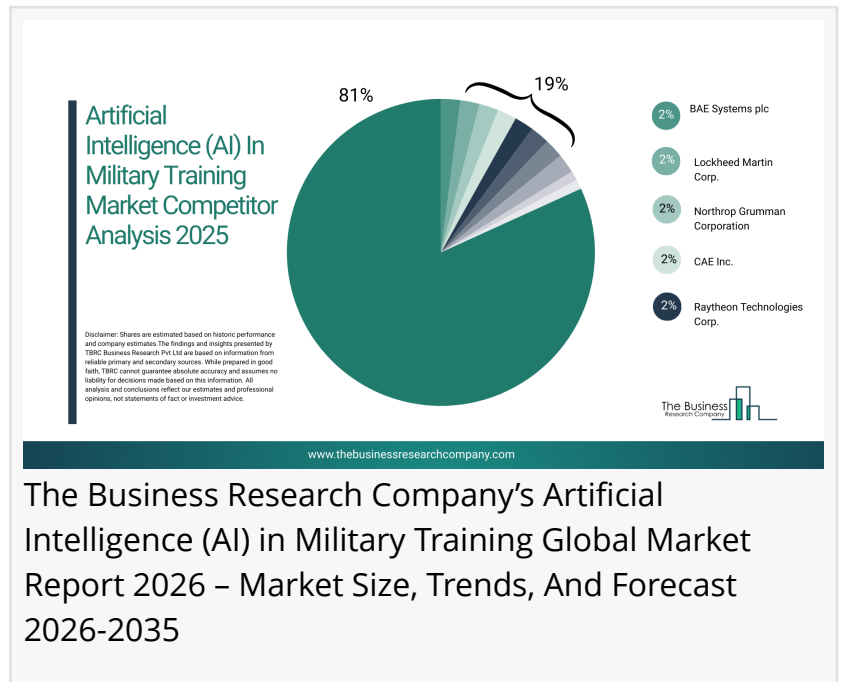 81%
19%
Artificial
Intelligence (AI) In
Military Training
Market Competitor
Analysis 2025
Disclaimer: Shares are estimated based on historic performance
and company estimates.The findings and insights presented by
TBRC Business Research Pvt Ltd are based on information from
reliable primary and secondary sources. While prepared in good
faith, TBRC cannot guarantee absolute accuracy and assumes no
liability for decisions made based on this information. All
analysis and conclusions reflect our estimates and professional
opinions, not statements of fact or investment advice.
2% BAE Systems plc
2% Lockheed Martin
Corp.
2% Northrop Grumman
Corporation
2% CAE Inc.
2% Raytheon Technologies
Corp.
The Business
Research Company
www.thebusinessresearchcompany.com
The Business Research Company’s Artificial
Intelligence (AI) in Military Training Global Market
Report 2026 – Market Size, Trends, And Forecast
2026-2035